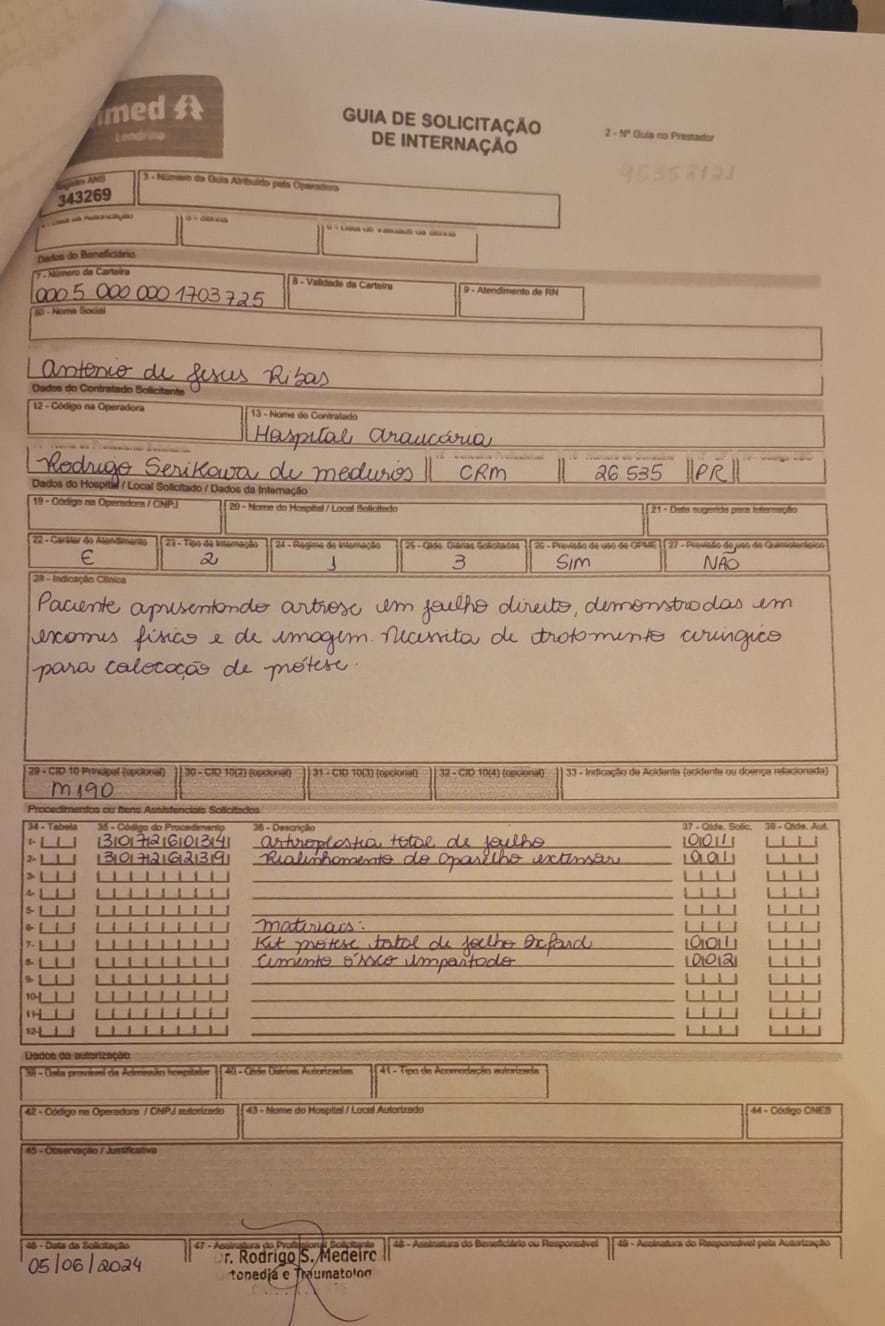 med
Londrina
GUIA DE SOLICITAÇÃO
DE INTERNAÇÃO
2 - Nº Guia no Prestador
Registro ANS
343269
3 - Número da Guia Atribuído pela Operadora
Dados do Beneficiário
7 - Número da Carteira
0005 000 000 1703 725
8 - Validade da Carteira
9 - Atendimento de RN
50 - Nome Social
Antonio de Jesus Ribas
Dados do Contratado Solicitante
12 - Código na Operadora
13 - Nome do Contratado
Hospital Araucária
Rodrigo Serikawa de Medeiros CRM 26 535 PR
Dados do Hospital / Local Solicitado / Dados da Internação
19 - Código na Operadora / CNPJ
20 - Nome do Hospital / Local Solicitado
21 - Data sugerida para Internação
22 - Caráter do Atendimento
E
23 - Tipo de Internação
2
24 - Regime de Internação
1
25 - Qtde. Diárias Solicitadas
3
26 - Previsão de uso de OPME
SIM
27 - Previsão de uso de Quimioterápico
NÃO
28 - Indicação Clínica
Paciente apresentando artrose em joelho direito, demonstradas em
exames físico e de imagem. Necessita de tratamento cirúrgico
para colocação de prótese.
29 - CID 10 Principal (opcional)
M190
30 - CID 10(2) (opcional)
31 - CID 10(3) (opcional)
32 - CID 10(4) (opcional)
33 - Indicação de Acidente (acidente ou doença relacionada)
Procedimentos ou Itens Assistenciais Solicitados
34 - Tabela 35 - Código do Procedimento 36 - Descrição 37 - Qtde. Solic. 38 - Qtde. Aut.
1- 30726034 artroplastia total de joelho 001
2- 30726239 Realinhamento do aparelho extensor 001
3-
4-
5-
6- materiais:
7- Kit prótese total de joelho Oxford 001
8- Cimento ósseo importado 002
9-
10-
11-
12-
Dados da autorização
39 - Data provável da Admissão hospitalar
40 - Qtde Diárias Autorizadas
41 - Tipo da Acomodação autorizada
42 - Código na Operadora / CNPJ autorizado
43 - Nome do Hospital / Local Autorizado
44 - Código CNES
45 - Observação / Justificativa
46 - Data da Solicitação
05/06/2024
47 - Assinatura do Profissional Solicitante
r. Rodrigo S. Medeiro
topedia e Traumatolog
48 - Assinatura do Beneficiário ou Responsável
49 - Assinatura do Responsável pela Autorização